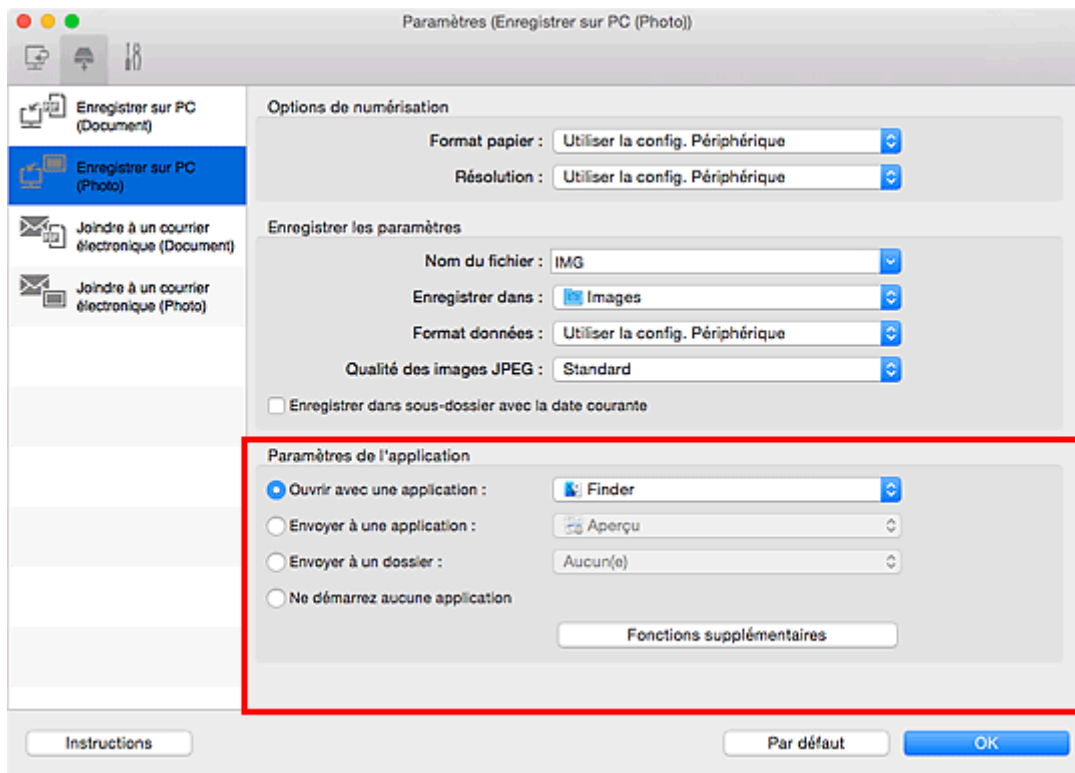 Paramètres (Enregistrer sur PC (Photo))
Enregistrer sur PC
(Document)
Enregistrer sur PC
(Photo)
Joindre à un courrier
électronique (Document)
Joindre à un courrier
électronique (Photo)
Options de numérisation
Format papier : Utiliser la config. Périphérique
Résolution : Utiliser la config. Périphérique
Enregistrer les paramètres
Nom du fichier : IMG
Enregistrer dans : Images
Format données : Utiliser la config. Périphérique
Qualité des images JPEG : Standard
Enregistrer dans sous-dossier avec la date courante
Paramètres de l'application
Ouvrir avec une application : Finder
Envoyer à une application : Aperçu
Envoyer à un dossier : Aucun(e)
Ne démarrez aucune application
Fonctions supplémentaires
Instructions
Par défaut
OK